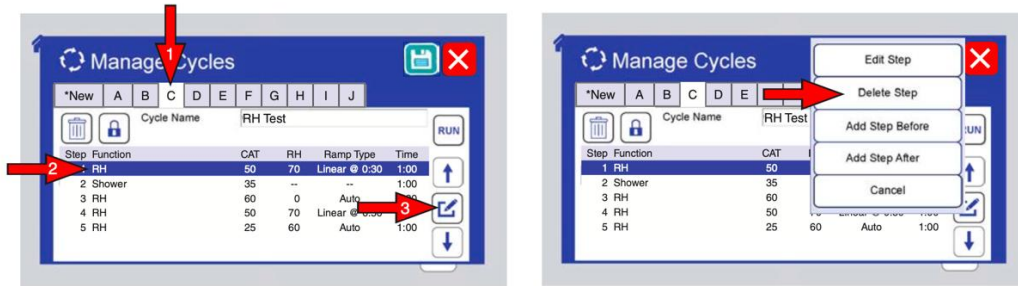 1
Manage Cycles
*New A B C D E F G H I J
Cycle Name RH Test
RUN
Step Function CAT RH Ramp Type Time
2 RH 50 70 Linear @ 0:30 1:00
2 Shower 35 -- -- 1:00
3 RH 60 0 Auto
3
4 RH 50 70 Linear @
5 RH 25 60 Auto 1:00
Manage Cycles
*New A B C D E
Cycle Name RH Test
Step Function CAT
1 RH 50
2 Shower 35
3 RH 60
4 RH 50
5 RH 25 60 Auto 1:00
Edit Step
Delete Step
Add Step Before
Add Step After
Cancel